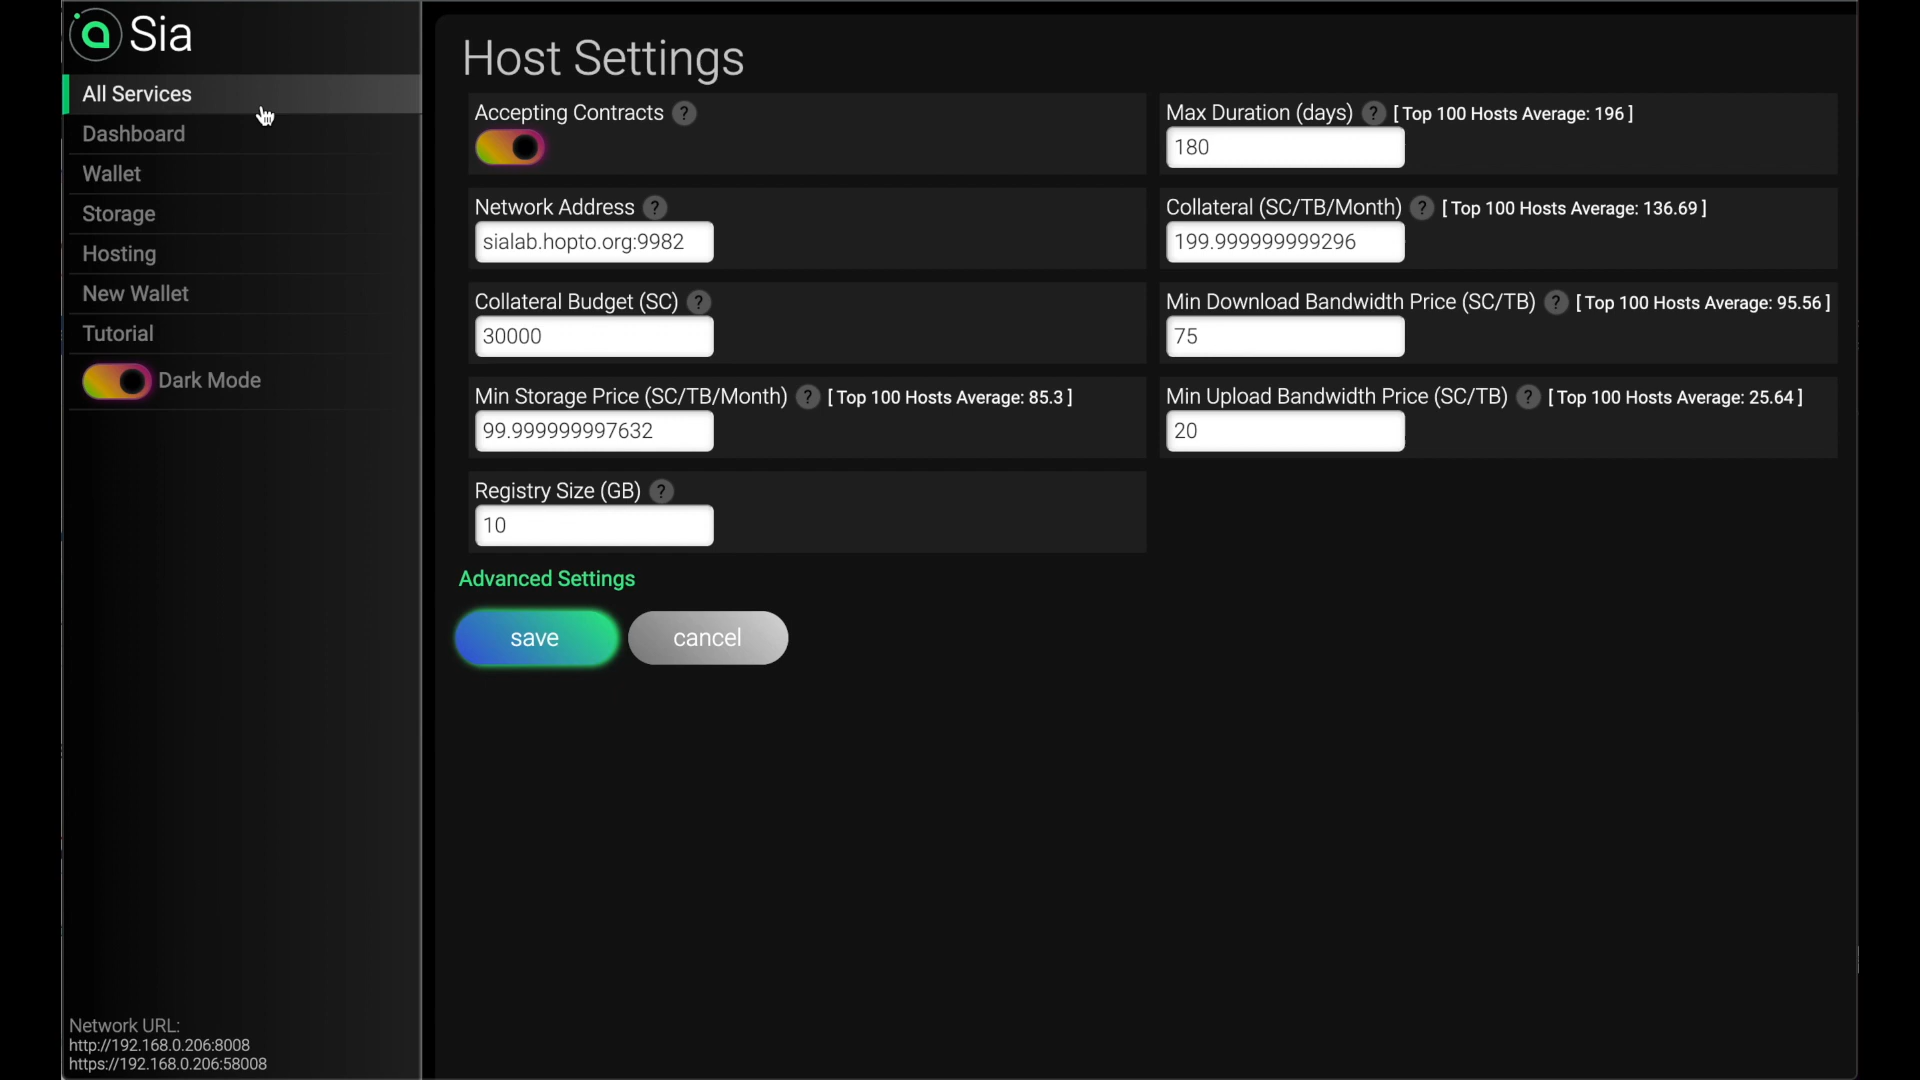 Sia
All Services
Dashboard
Wallet
Storage
Hosting
New Wallet
Tutorial
Dark Mode
Network URL:
http://192.168.0.206:8008
https://192.168.0.206:58008
Host Settings
Accepting Contracts ?
Max Duration (days) ? [ Top 100 Hosts Average: 196 ]
180
Network Address ?
sialab.hopto.org:9982
Collateral (SC/TB/Month) ? [ Top 100 Hosts Average: 136.69 ]
199.999999999296
Collateral Budget (SC) ?
30000
Min Download Bandwidth Price (SC/TB) ? [ Top 100 Hosts Average: 95.56 ]
75
Min Storage Price (SC/TB/Month) ? [ Top 100 Hosts Average: 85.3 ]
99.999999997632
Min Upload Bandwidth Price (SC/TB) ? [ Top 100 Hosts Average: 25.64 ]
20
Registry Size (GB) ?
10
Advanced Settings
save
cancel